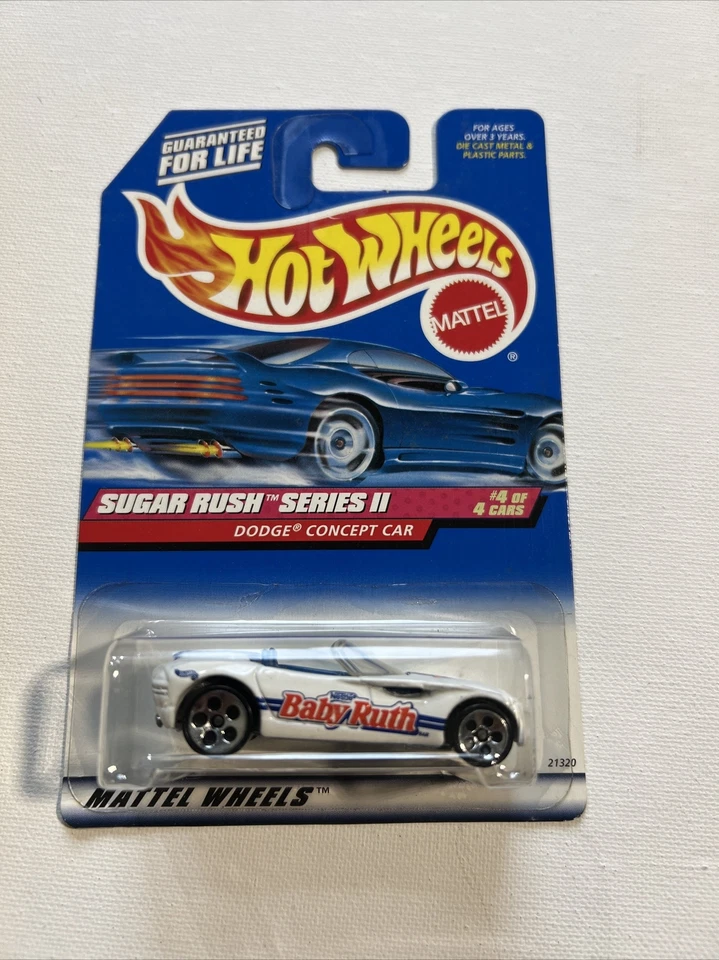 GUARANTEED
FOR LIFE
FOR AGES
OVER 3 YEARS.
DIE CAST METAL &
PLASTIC PARTS.
HOT WHEELS
MATTEL
®
SUGAR RUSH™ SERIES II
#4 OF
4 CARS
DODGE® CONCEPT CAR
Baby Ruth
21320
MATTEL WHEELS™